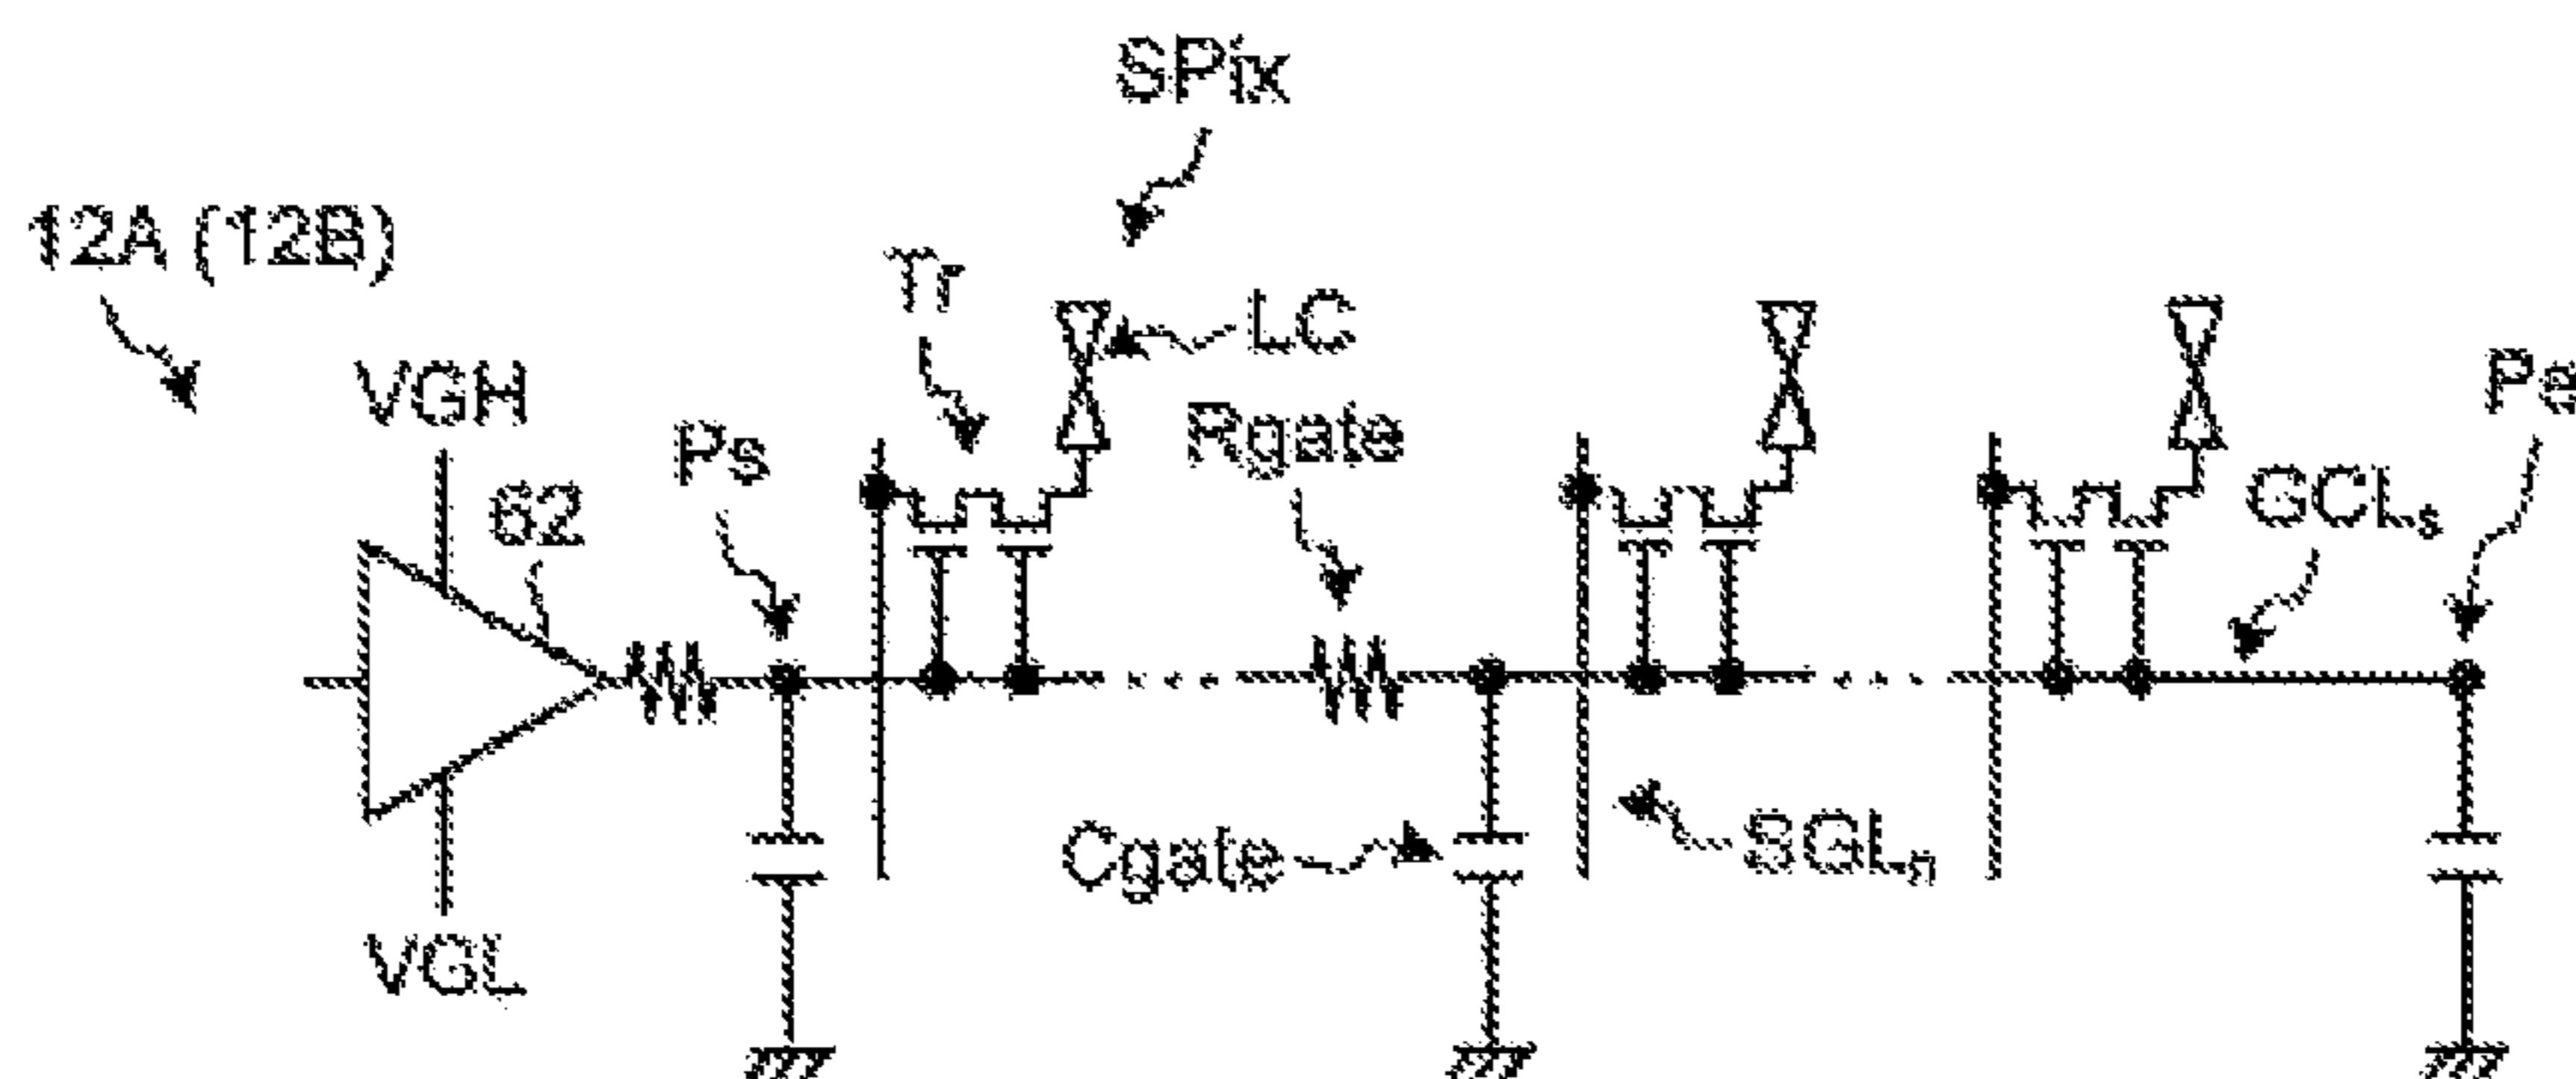 SPix
12A (12B)
Tr
LC
VGH
Ps
Rgate
Pe
62
GCLs
Cgate
SGLn
VGL